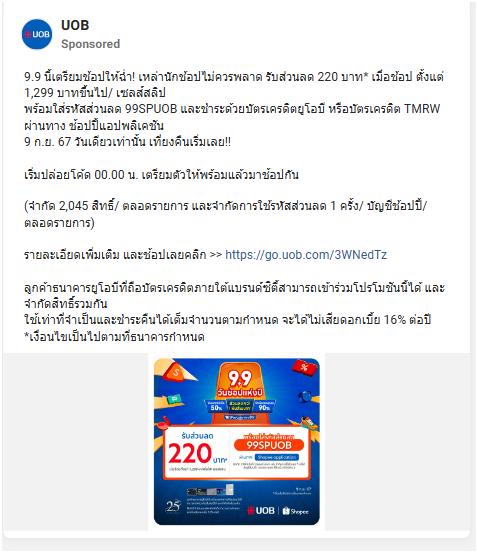 UOB
Sponsored
9.9 นี้เตรียมช้อปให้ฉ่ำ! เหล่านักช้อปไม่ควรพลาด รับส่วนลด 220 บาท* เมื่อช้อป ตั้งแต่
1,299 บาทขึ้นไป/ เซลส์สลิป
พร้อมใส่รหัสส่วนลด 99SPUOB และชำระด้วยบัตรเครดิตยูโอบี หรือบัตรเครดิต TMRW
ผ่านทาง ช้อปปี้แอปพลิเคชัน
9 ก.ย. 67 วันเดียวเท่านั้น เที่ยงคืนเริ่มเลย!!
เริ่มปล่อยโค้ด 00.00 น. เตรียมตัวให้พร้อมแล้วมาช้อปกัน
(จำกัด 2,045 สิทธิ์/ ตลอดรายการ และจำกัดการใช้รหัสส่วนลด 1 ครั้ง/ บัญชีช้อปปี้/
ตลอดรายการ)
รายละเอียดเพิ่มเติม และช้อปเลยคลิก >> https://go.uob.com/3WNedTz
ลูกค้าธนาคารยูโอบีที่ถือบัตรเครดิตภายใต้แบรนด์ซิตี้สามารถเข้าร่วมโปรโมชันนี้ได้ และ
จำกัดสิทธิ์รวมกัน
ใช้เท่าที่จำเป็นและชำระคืนได้เต็มจำนวนตามกำหนด จะได้ไม่เสียดอกเบี้ย 16% ต่อปี
*เงื่อนไขเป็นไปตามที่ธนาคารกำหนด
9.9
วันช้อปแห่งปี
50%
90%
รับส่วนลด
220 บาท*
พร้อมใส่รหัสส่วนลด
99SPUOB
Shopee application
25
UOB
Shopee